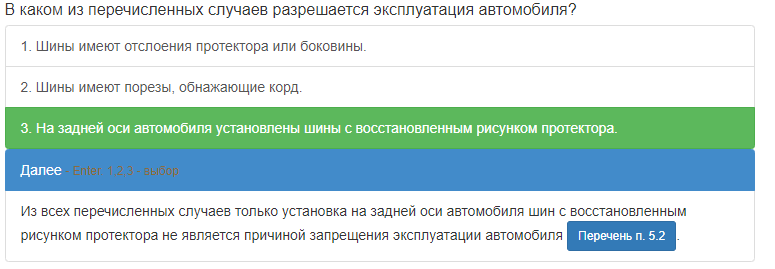 В каком из перечисленных случаев разрешается эксплуатация автомобиля?
1. Шины имеют отслоения протектора или боковины.
2. Шины имеют порезы, обнажающие корд.
3. На задней оси автомобиля установлены шины с восстановленным рисунком протектора.
Далее - Enter, 1,2,3 - выбор
Из всех перечисленных случаев только установка на задней оси автомобиля шин с восстановленным
рисунком протектора не является причиной запрещения эксплуатации автомобиля Перечень п. 5.2 .